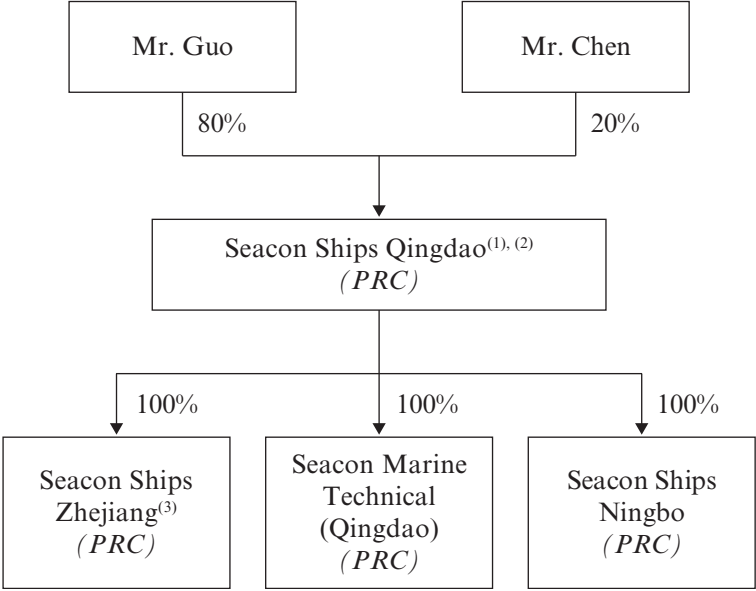 Mr. Guo
Mr. Chen
80%
20%
Seacon Ships Qingdao(1), (2)
(PRC)
100%
100%
100%
Seacon Ships
Zhejiang(3)
(PRC)
Seacon Marine
Technical
(Qingdao)
(PRC)
Seacon Ships
Ningbo
(PRC)